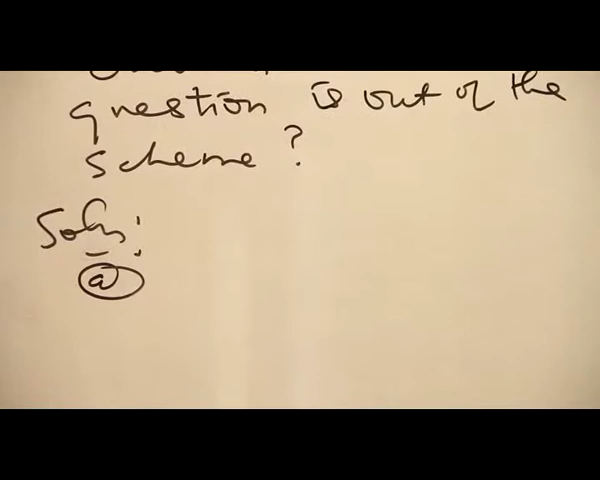 question is out of the
scheme ?
Soln :
(a)